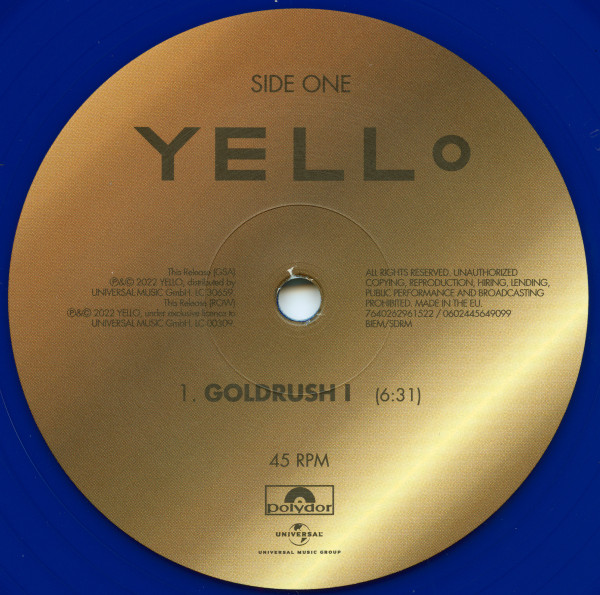 SIDE ONE
YELLO
This Release (GSA)
℗&© 2022 YELLO, distributed by
UNIVERSAL MUSIC GmbH. LC 30659.
This Release (ROW)
℗&© 2022 YELLO, under exclusive licence to
UNIVERSAL MUSIC GmbH. LC 00309.
ALL RIGHTS RESERVED. UNAUTHORIZED
COPYING, REPRODUCTION, HIRING, LENDING,
PUBLIC PERFORMANCE AND BROADCASTING
PROHIBITED. MADE IN THE EU.
7640262961522 / 0602445649099
BIEM/SDRM
1. GOLDRUSH I (6:31)
45 RPM
polydor
UNIVERSAL
UNIVERSAL MUSIC GROUP